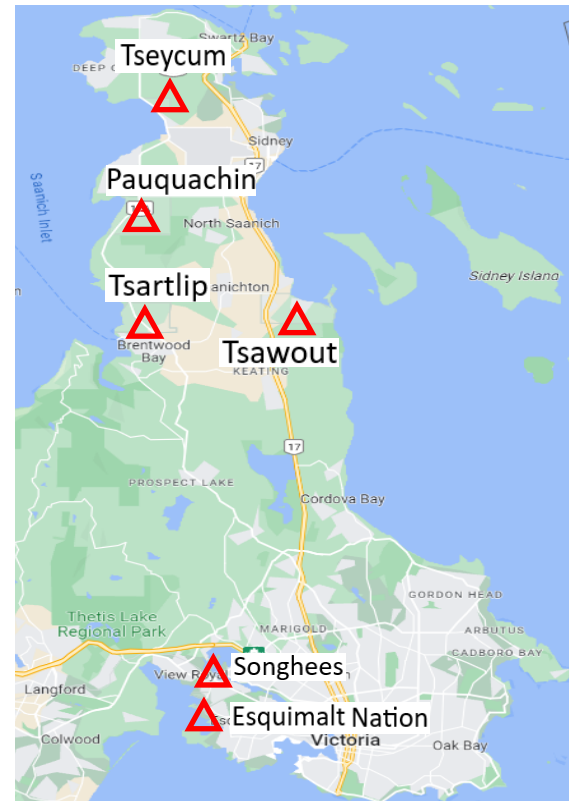 Swartz Bay
Tseycum
DEEP
Sidney
17
Pauquachin
Saanich Inlet
North Saanich
Sidney Island
Tsartlip
anichton
Brentwood
Bay
Tsawout
KEATING
17
PROSPECT LAKE
Cordova Bay
GORDON HEAD
Thetis Lake
Regional Park
MARIGOLD
ARBUTUS
CADBORO BAY
View Royal
Songhees
Langford
Esquimalt Nation
Colwood
Victoria
Oak Bay